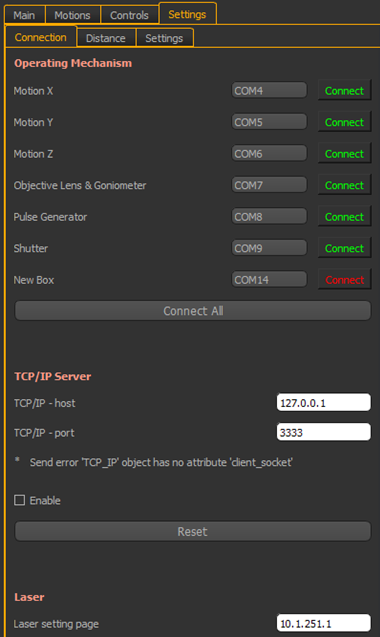 Main Motions Controls Settings
Connection Distance Settings
Operating Mechanism
Motion X COM4 Connect
Motion Y COM5 Connect
Motion Z COM6 Connect
Objective Lens & Goniometer COM7 Connect
Pulse Generator COM8 Connect
Shutter COM9 Connect
New Box COM14 Connect
Connect All
TCP/IP Server
TCP/IP - host 127.0.0.1
TCP/IP - port 3333
* Send error 'TCP_IP' object has no attribute 'client_socket'
Enable
Reset
Laser
Laser setting page 10.1.251.1